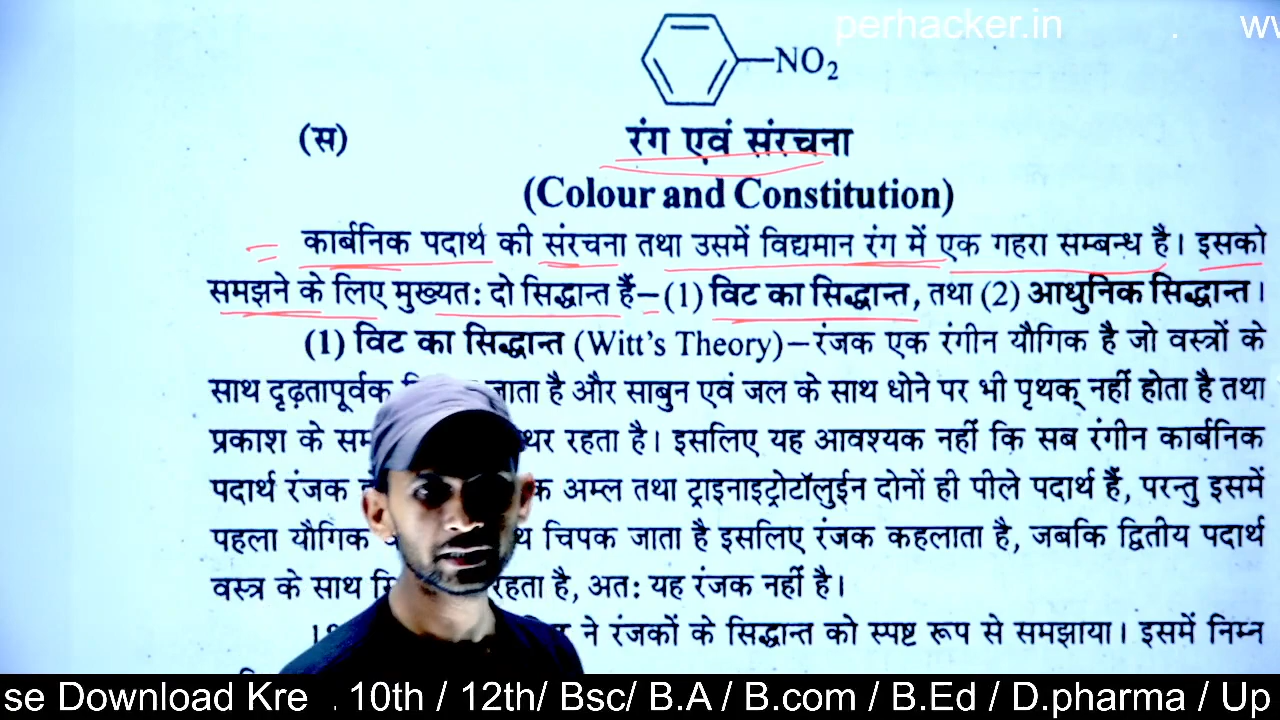 perhacker.in . wv
NO2
(स) रंग एवं संरचना
(Colour and Constitution)
कार्बनिक पदार्थ की संरचना तथा उसमें विद्यमान रंग में एक गहरा सम्बन्ध है। इसको
समझने के लिए मुख्यत: दो सिद्धान्त हैं–(1) विट का सिद्धान्त, तथा (2) आधुनिक सिद्धान्त।
(1) विट का सिद्धान्त (Witt's Theory)–रंजक एक रंगीन यौगिक है जो वस्त्रों के
साथ दृढ़तापूर्वक जाता है और साबुन एवं जल के साथ धोने पर भी पृथक् नहीं होता है तथा
प्रकाश के रहता है। इसलिए यह आवश्यक नहीं कि सब रंगीन कार्बनिक
पदार्थ रंजक अम्ल तथा ट्राइनाइट्रोटॉलुईन दोनों ही पीले पदार्थ हैं, परन्तु इसमें
पहला यौगिक चिपक जाता है इसलिए रंजक कहलाता है, जबकि द्वितीय पदार्थ
वस्त्र के साथ रहता है, अत: यह रंजक नहीं है।
ने रंजकों के सिद्धान्त को स्पष्ट रूप से समझाया। इसमें निम्न
se Download Kre . 10th / 12th/ Bsc/ B.A / B.com / B.Ed / D.pharma / Up